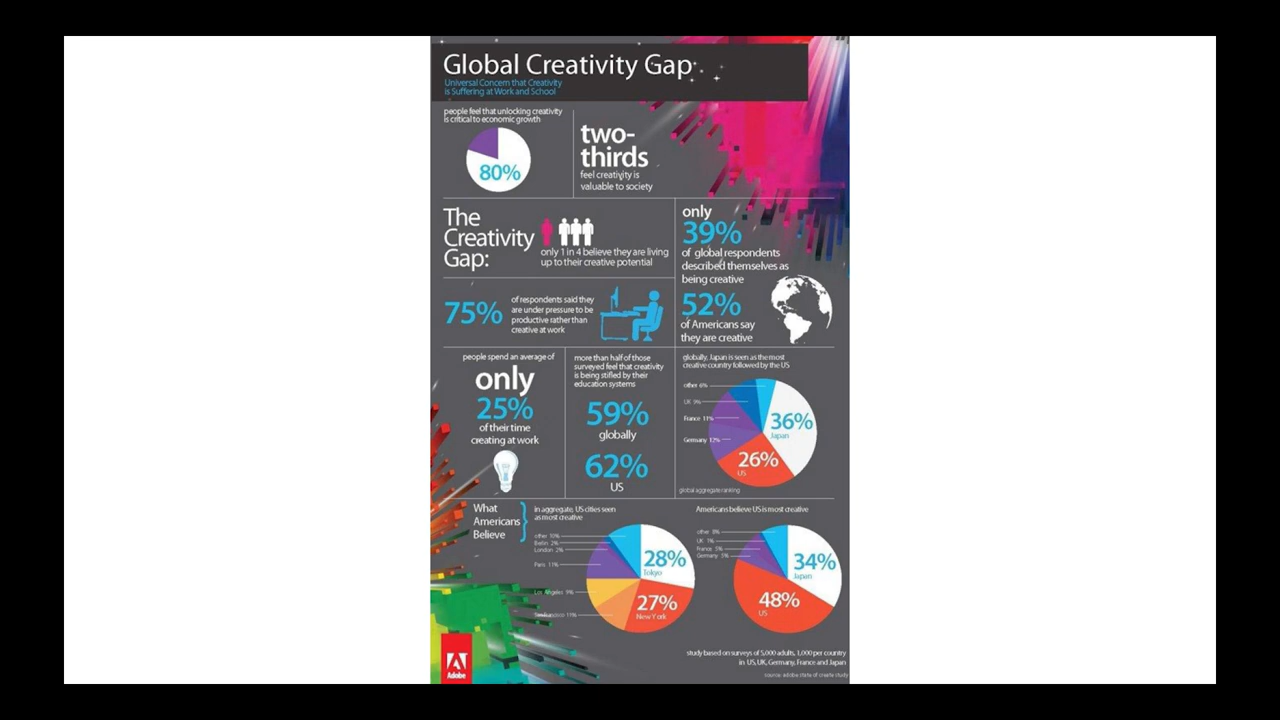 Global Creativity Gap
Universal Concern that Creativity
is Suffering at Work and School
people feel that unlocking creativity
is critical to economic growth
80%
two-
thirds
feel creativity is
valuable to society
The
Creativity
Gap:
only 1 in 4 believe they are living
up to their creative potential
only
39%
of global respondents
described themselves as
being creative
52%
of Americans say
they are creative
75%
of respondents said they
are under pressure to be
productive rather than
creative at work
people spend an average of
only
25%
of their time
creating at work
more than half of those
surveyed feel that creativity
is being stifled by their
education systems
59%
globally
62%
US
globally, Japan is seen as the most
creative country followed by the US
other 6%
UK 9%
France 11%
Germany 12%
36%
Japan
26%
US
global aggregate ranking
What
Americans
Believe
in aggregate, US cities seen
as most creative
other 10%
Berlin 2%
London 2%
Paris 11%
Los Angeles 9%
San Francisco 11%
28%
Tokyo
27%
New York
Americans believe US is most creative
other 8%
UK
France 5%
Germany
34%
Japan
48%
US
Adobe
study based on surveys of 5,000 adults, 1,000 per country
in US, UK, Germany, France and Japan
source: adobe state of create study